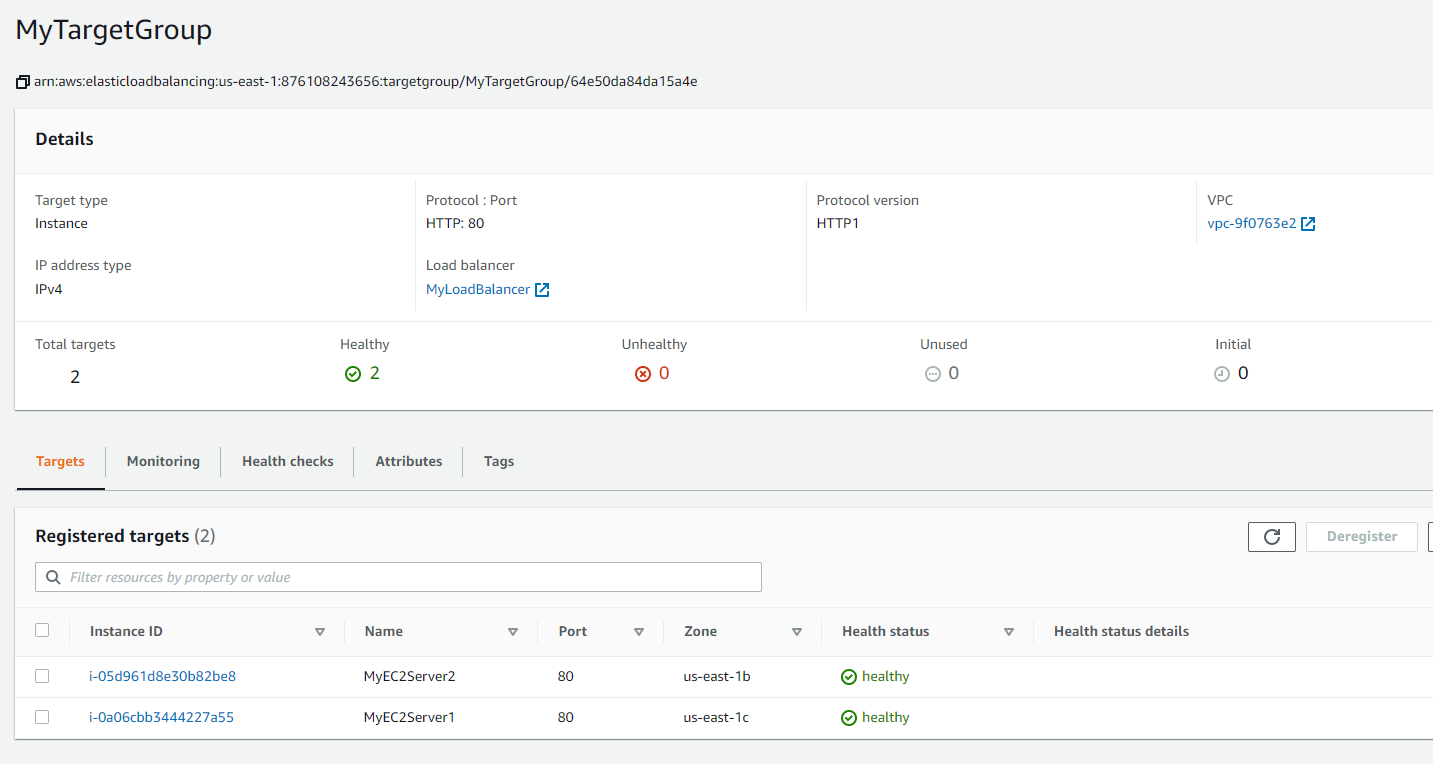 MyTargetGroup
arn:aws:elasticloadbalancing:us-east-1:876108243656:targetgroup/MyTargetGroup/64e50da84da15a4e
Details
Target type Protocol : Port Protocol version VPC
Instance HTTP: 80 HTTP1 vpc-9f0763e2
IP address type Load balancer
IPv4 MyLoadBalancer
Total targets Healthy Unhealthy Unused Initial
2 2 0 0 0
Targets Monitoring Health checks Attributes Tags
Registered targets (2) Deregister
Filter resources by property or value
Instance ID Name Port Zone Health status Health status details
i-05d961d8e30b82be8 MyEC2Server2 80 us-east-1b healthy
i-0a06cbb3444227a55 MyEC2Server1 80 us-east-1c healthy